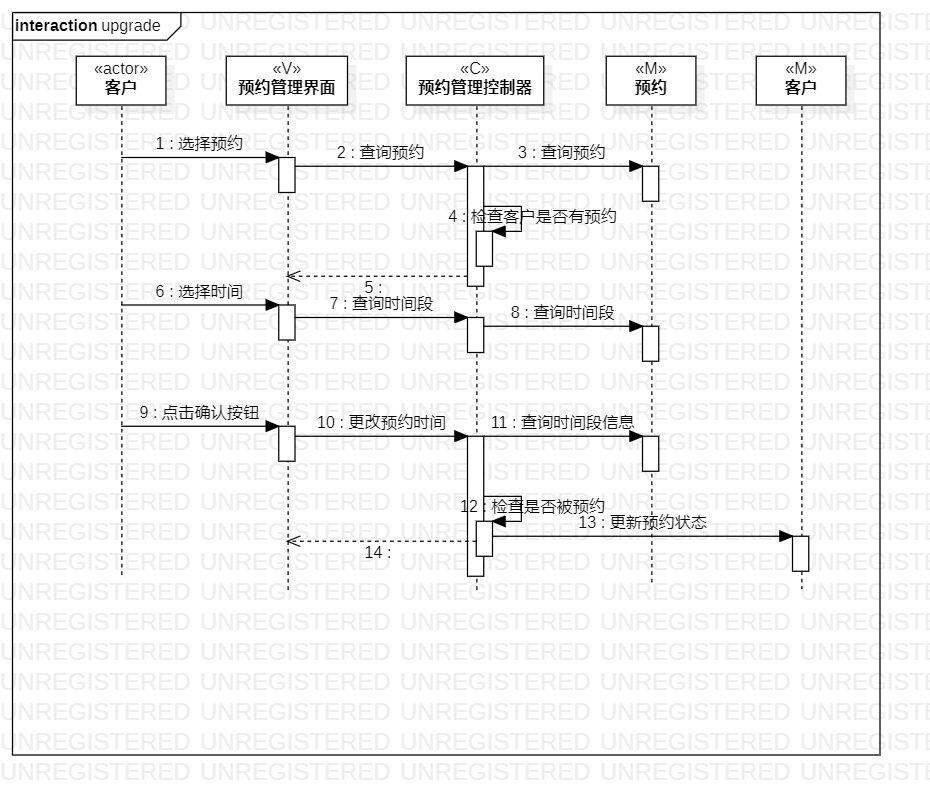 interaction upgrade
«actor»
客户
«V»
预约管理界面
«C»
预约管理控制器
«M»
预约
«M»
客户
1 : 选择预约
2 : 查询预约
3 : 查询预约
4 : 检查客户是否有预约
5 :
6 : 选择时间
7 : 查询时间段
8 : 查询时间段
9 : 点击确认按钮
10 : 更改预约时间
11 : 查询时间段信息
12 : 检查是否被预约
13 : 更新预约状态
14 :
UNREGISTERED